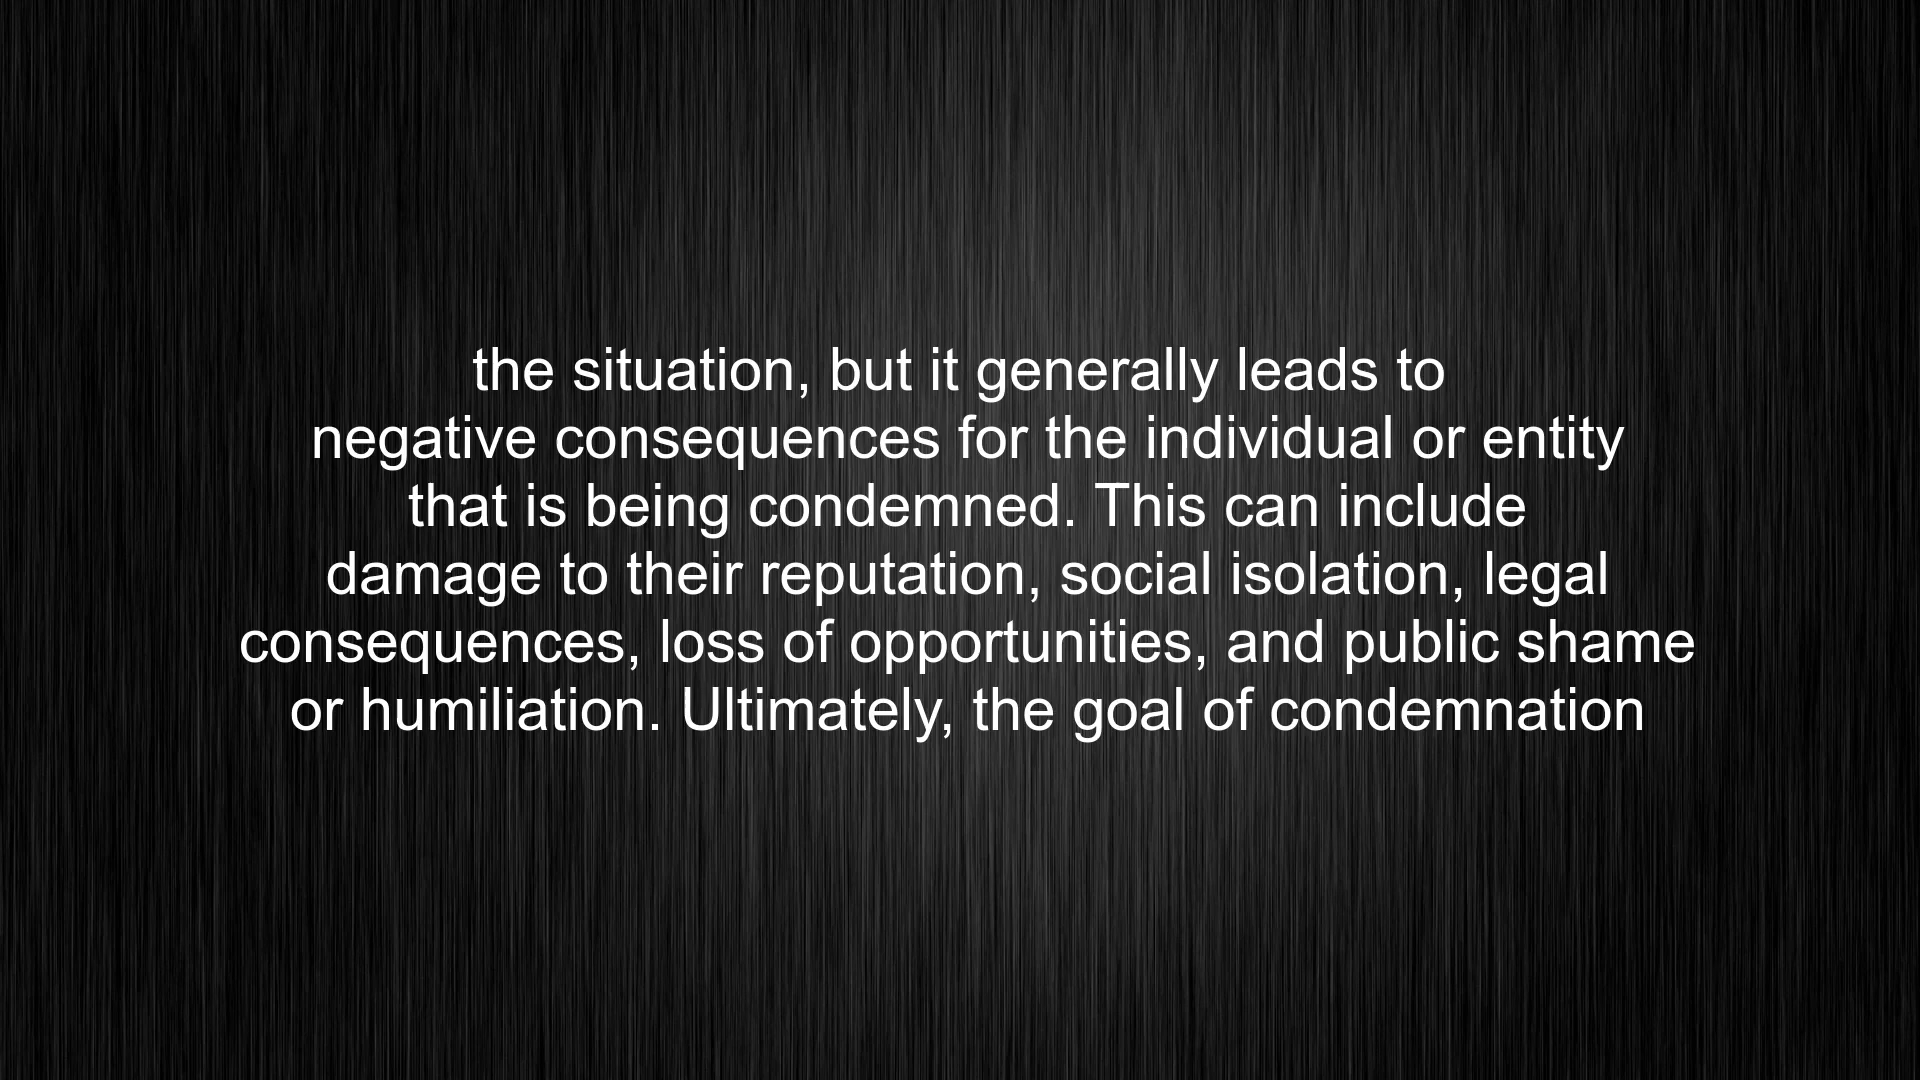 the situation, but it generally leads to
negative consequences for the individual or entity
that is being condemned. This can include
damage to their reputation, social isolation, legal
consequences, loss of opportunities, and public shame
or humiliation. Ultimately, the goal of condemnation